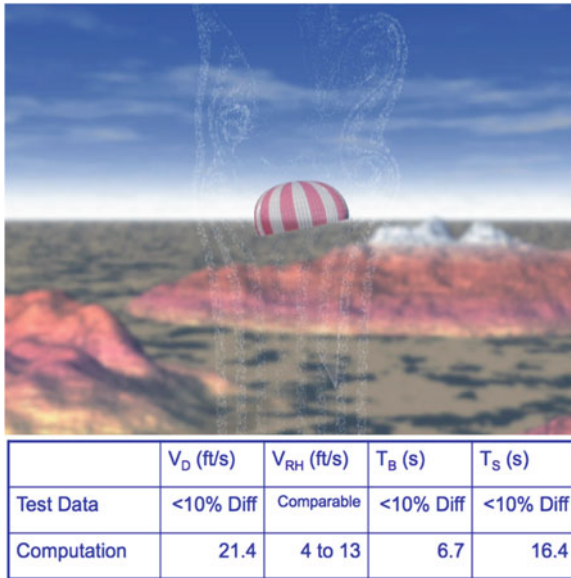 V_D (ft/s) V_RH (ft/s) T_B (s) T_S (s)
Test Data <10% Diff Comparable <10% Diff <10% Diff
Computation 21.4 4 to 13 6.7 16.4